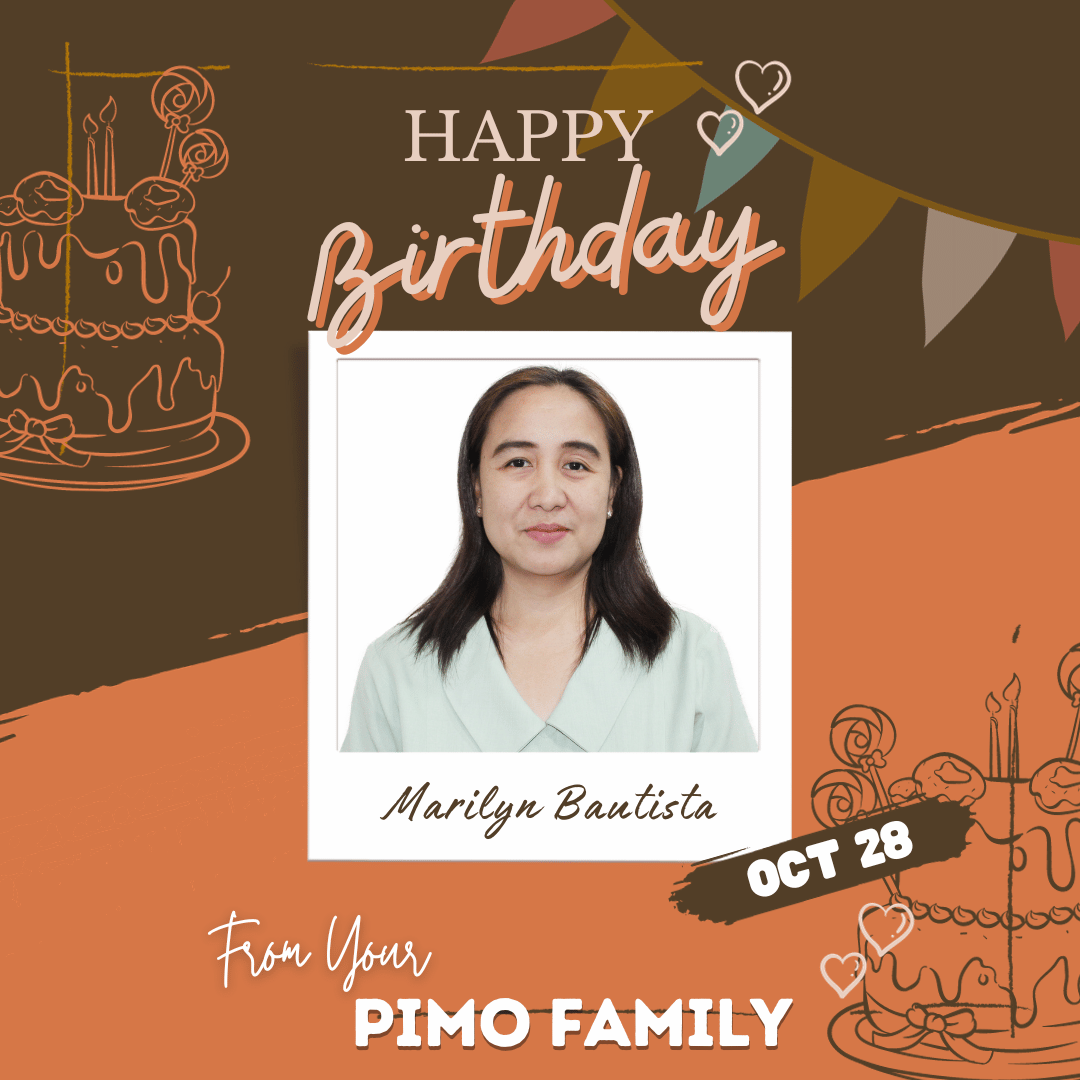 HAPPY
Birthday
Marilyn Bautista
OCT 28
From Your
PIMO FAMILY